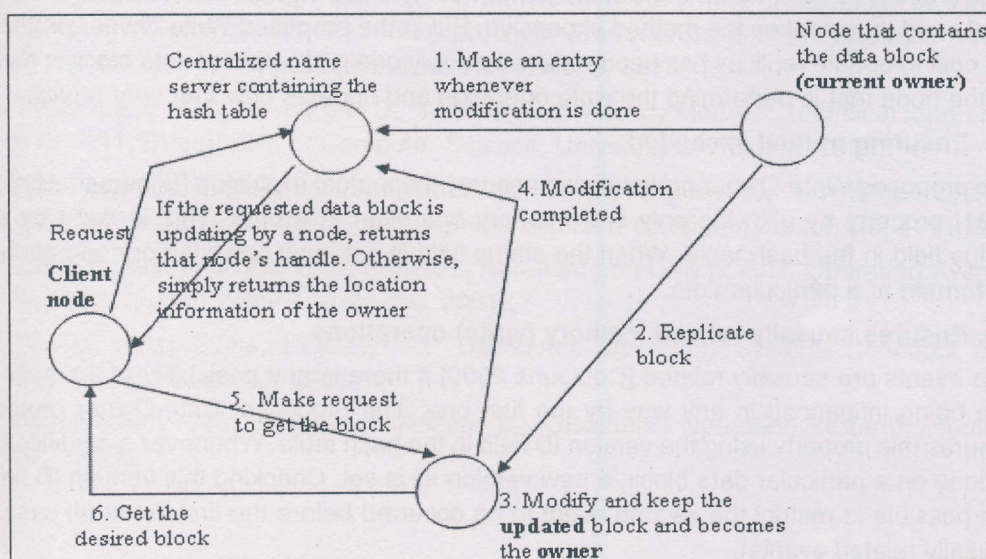 Centralized name
server containing the
hash table
1. Make an entry
whenever
modification is done
Node that contains
the data block
(current owner)
Request
Client
node
If the requested data block is
updating by a node, returns
that node's handle. Otherwise,
simply returns the location
information of the owner
4. Modification
completed
2. Replicate
block
5. Make request
to get the block
6. Get the
desired block
3. Modify and keep the
updated block and becomes
the owner